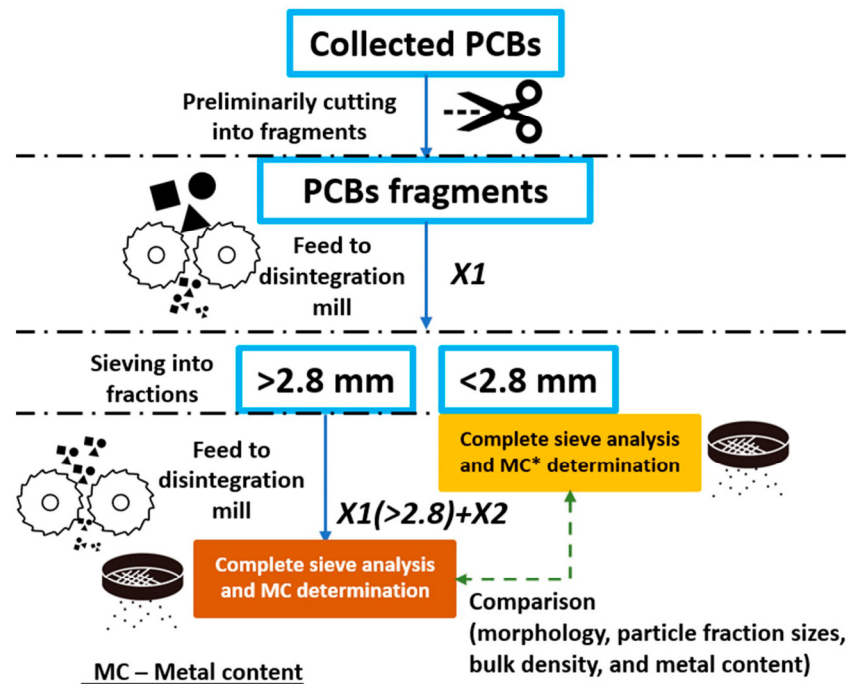 Collected PCBs
Preliminarily cutting
into fragments
PCBs fragments
Feed to
disintegration
mill
X1
Sieving into
fractions
>2.8 mm
<2.8 mm
Complete sieve analysis
and MC* determination
Feed to
disintegration
mill
X1(>2.8)+X2
Complete sieve analysis
and MC determination
Comparison
(morphology, particle fraction sizes,
bulk density, and metal content)
MC – Metal content